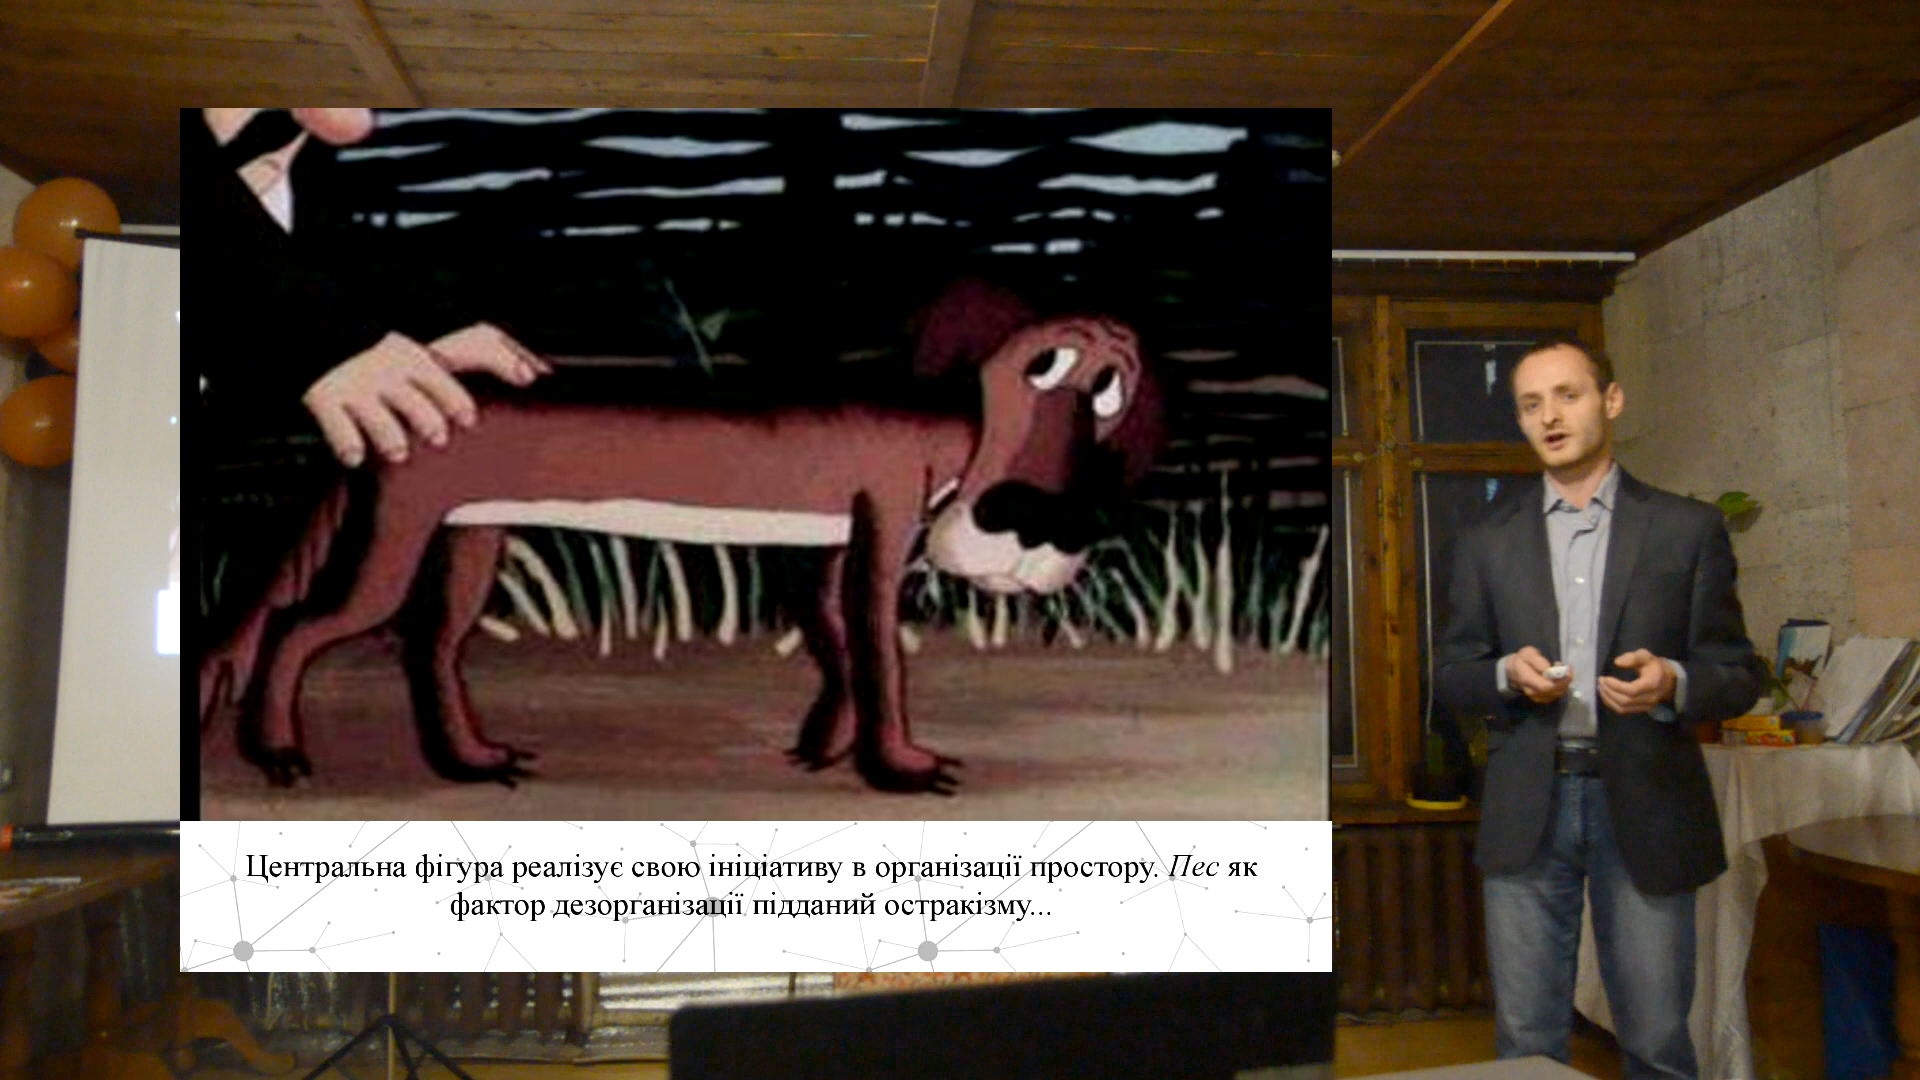 Центральна фігура реалізує свою ініціативу в організації простору. Пес як
фактор дезорганізації підданий остракізму...